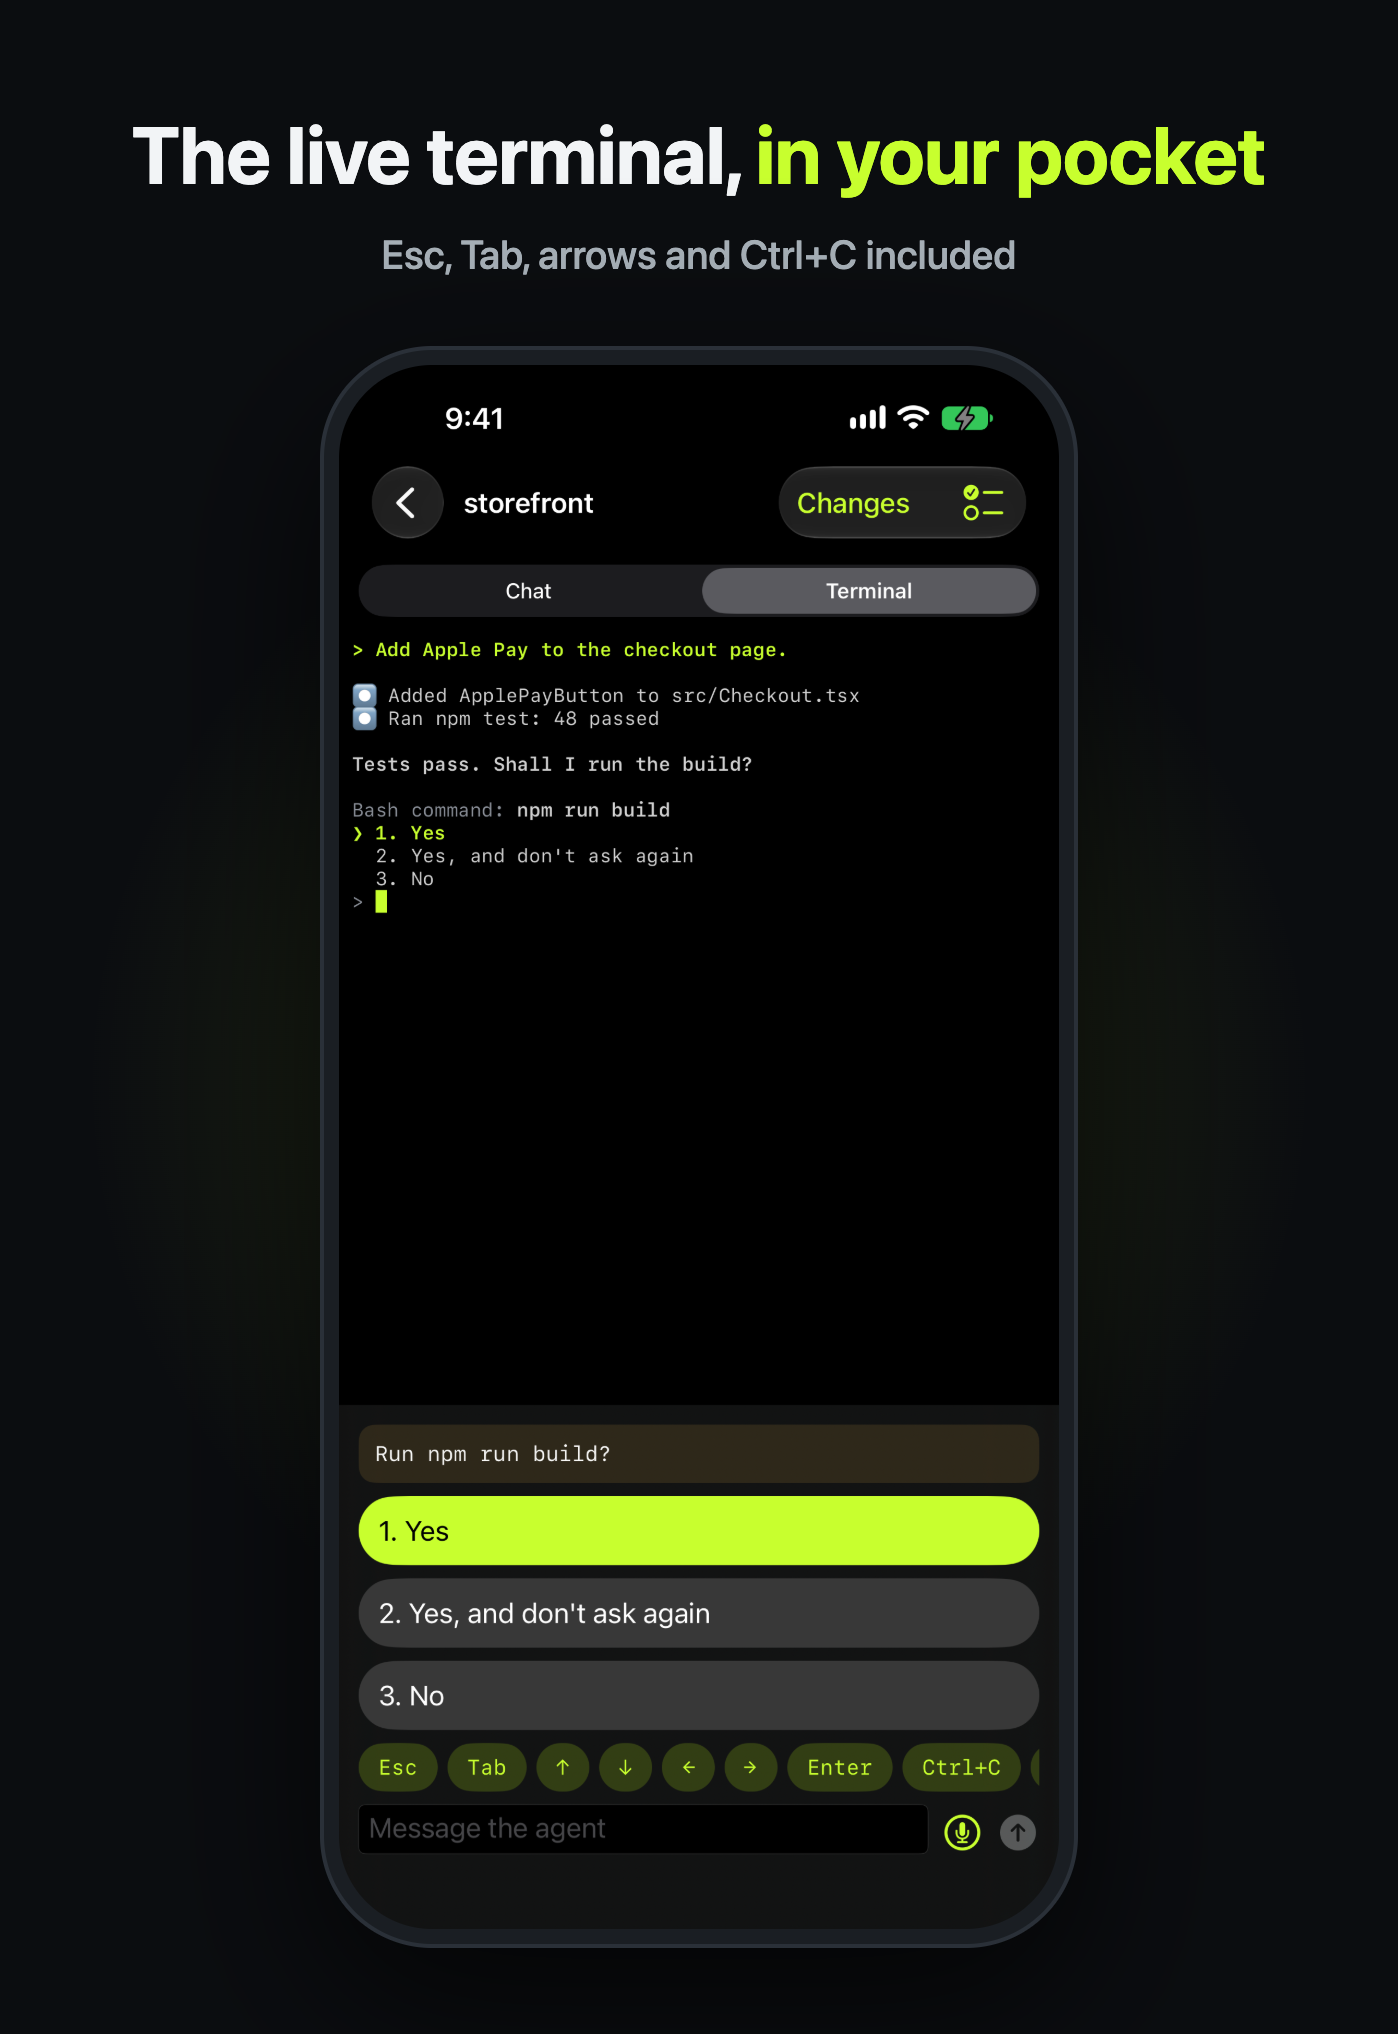 The live terminal, in your pocket
Esc, Tab, arrows and Ctrl+C included
9:41
storefront
Changes
Chat
Terminal
> Add Apple Pay to the checkout page.
Added ApplePayButton to src/Checkout.tsx
Ran npm test: 48 passed
Tests pass. Shall I run the build?
Bash command: npm run build
❯ 1. Yes
2. Yes, and don't ask again
3. No
>
Run npm run build?
1. Yes
2. Yes, and don't ask again
3. No
Esc Tab ↑ ↓ ← → Enter Ctrl+C
Message the agent